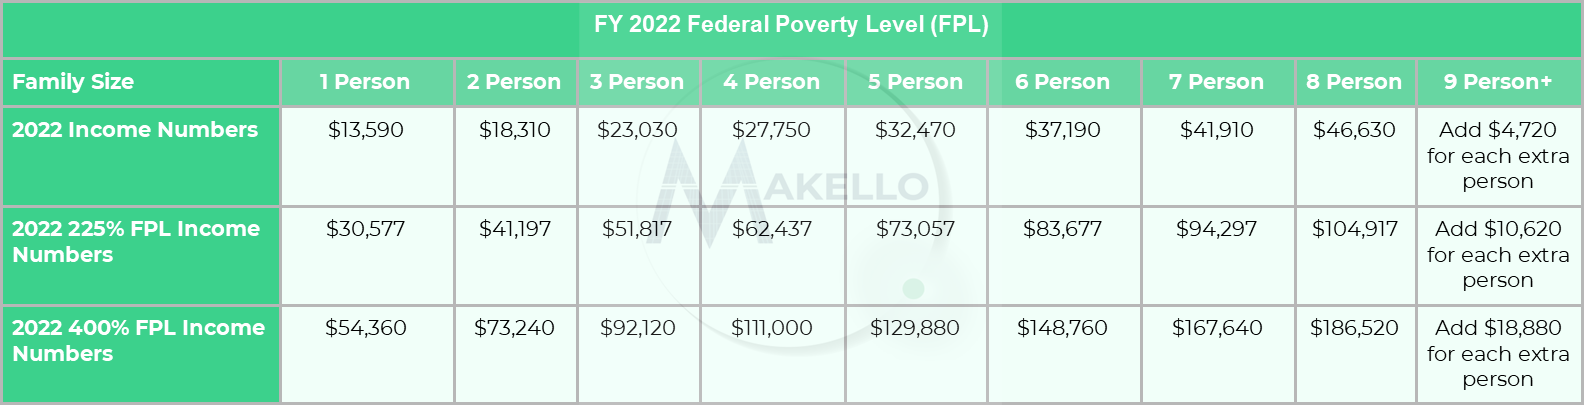 FY 2022 Federal Poverty Level (FPL)
Family Size 1 Person 2 Person 3 Person 4 Person 5 Person 6 Person 7 Person 8 Person 9 Person+
2022 Income Numbers $13,590 $18,310 $23,030 $27,750 $32,470 $37,190 $41,910 $46,630 Add $4,720
for each extra
person
MAKELLO
2022 225% FPL Income $30,577 $41,197 $51,817 $62,437 $73,057 $83,677 $94,297 $104,917 Add $10,620
Numbers for each extra
person
2022 400% FPL Income $54,360 $73,240 $92,120 $111,000 $129,880 $148,760 $167,640 $186,520 Add $18,880
Numbers for each extra
person